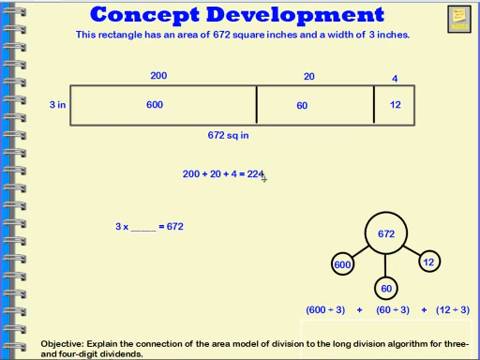 Concept Development
This rectangle has an area of 672 square inches and a width of 3 inches.
200 20 4
3 in 600 60 12
672 sq in
200 + 20 + 4 = 224
3 x _____ = 672
672
600 12
60
(600 ÷ 3) + (60 ÷ 3) + (12 ÷ 3)
Objective: Explain the connection of the area model of division to the long division algorithm for three-
and four-digit dividends.